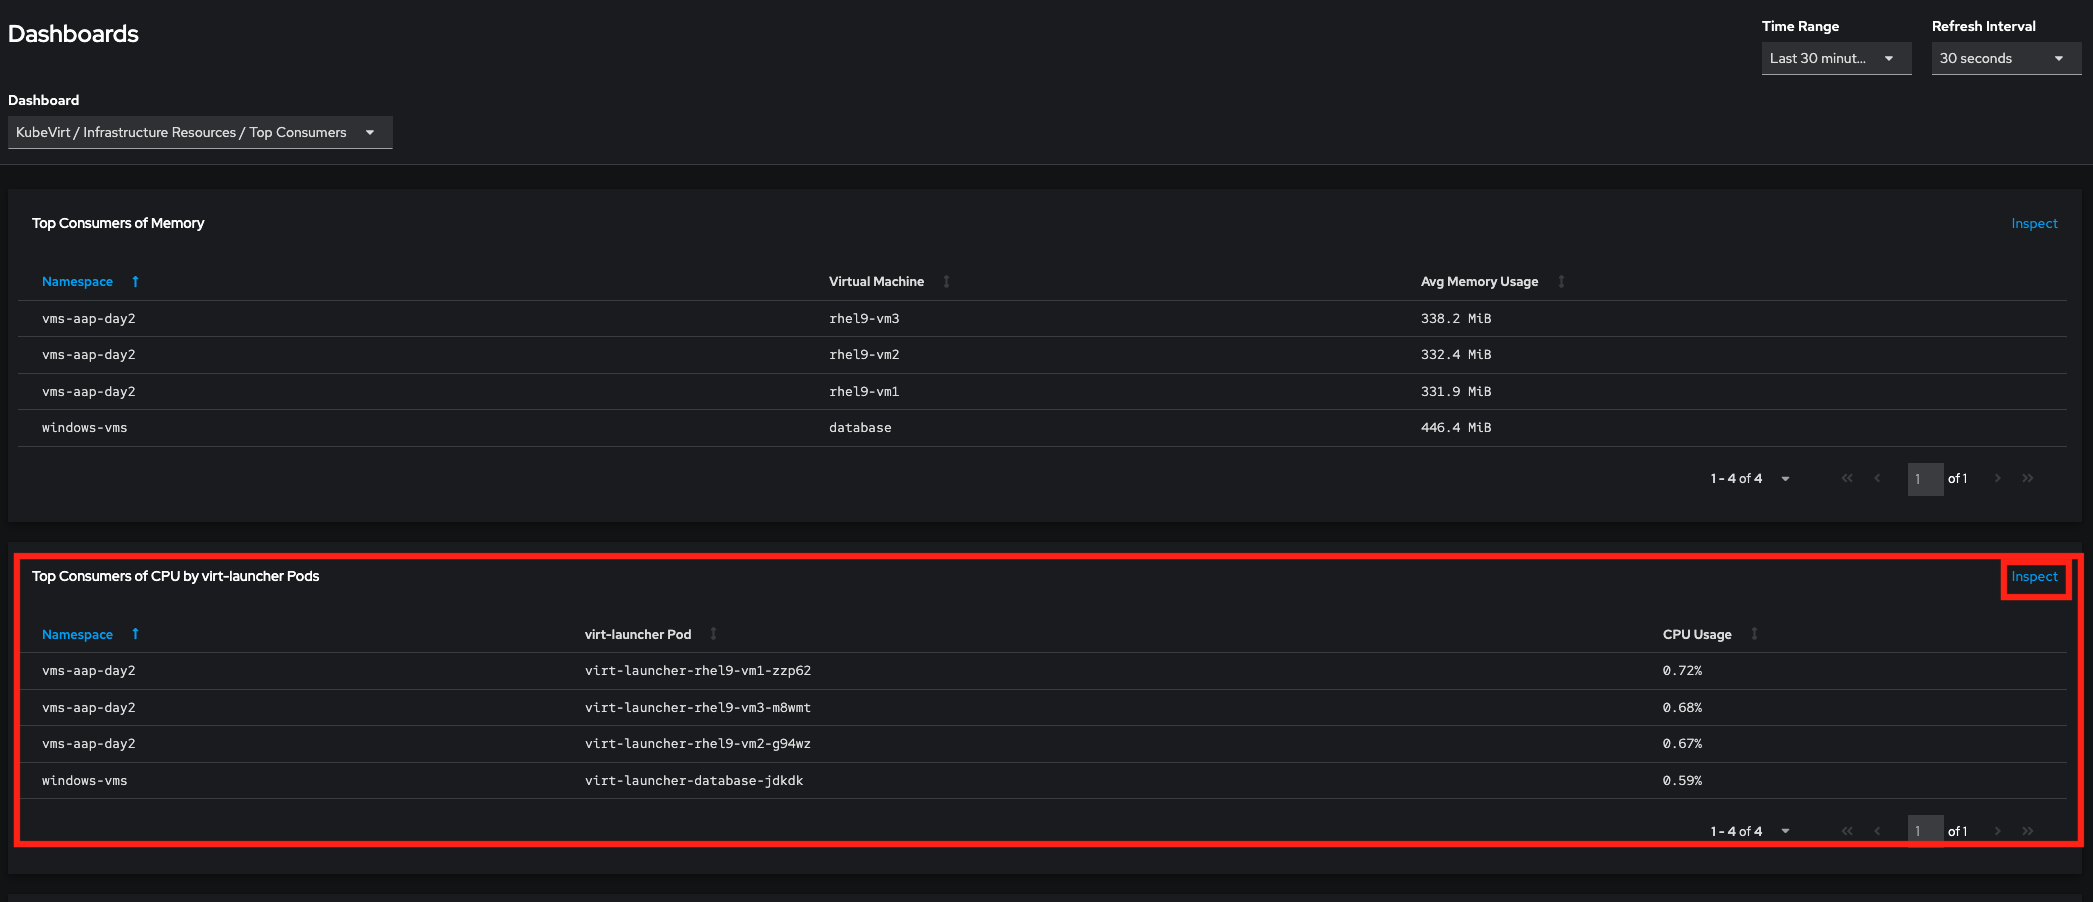 Dashboards
Time Range
Refresh Interval
Last 30 minut...
30 seconds
Dashboard
KubeVirt / Infrastructure Resources / Top Consumers
Top Consumers of Memory
Inspect
Namespace Virtual Machine Avg Memory Usage
vms-aap-day2 rhel9-vm3 338.2 MiB
vms-aap-day2 rhel9-vm2 332.4 MiB
vms-aap-day2 rhel9-vm1 331.9 MiB
windows-vms database 446.4 MiB
1 - 4 of 4 1 of 1
Top Consumers of CPU by virt-launcher Pods
Inspect
Namespace virt-launcher Pod CPU Usage
vms-aap-day2 virt-launcher-rhel9-vm1-zzp62 0.72%
vms-aap-day2 virt-launcher-rhel9-vm3-m8wmt 0.68%
vms-aap-day2 virt-launcher-rhel9-vm2-g94wz 0.67%
windows-vms virt-launcher-database-jdkdk 0.59%
1 - 4 of 4 1 of 1